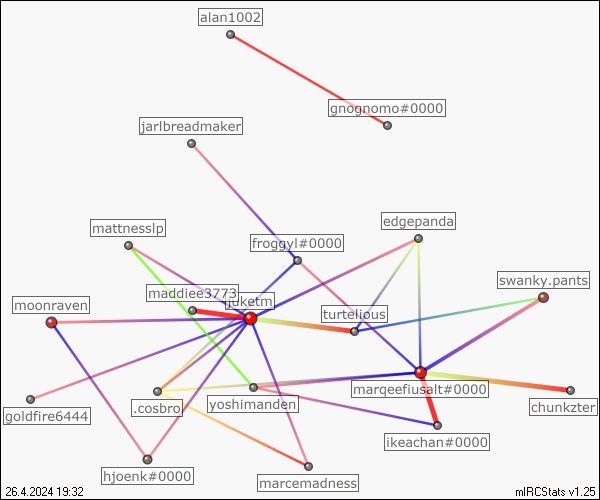 alan1002
gnognomo#0000
jarlbreadmaker
edgepanda
mattnesslp
froggyl#0000
swanky.pants
maddiee3773
juketm
moonraven
turtelious
marqeefiusalt#0000
goldfire6444
.cosbro
yoshimanden
chunkzter
ikeachan#0000
hjoenk#0000
marcemadness
26.4.2024 19:32
mIRCStats v1.25